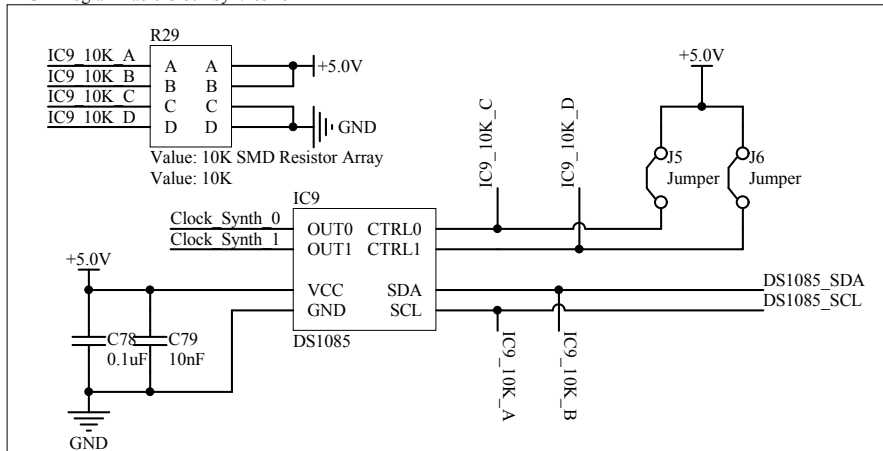 R29
IC9_10K_A
IC9_10K_B
IC9_10K_C
IC9_10K_D
A A
B B
C C
D D
+5.0V
GND
Value: 10K SMD Resistor Array
Value: 10K
IC9_10K_C
IC9_10K_D
+5.0V
J5
Jumper
J6
Jumper
IC9
Clock_Synth_0
Clock_Synth_1
OUT0 CTRL0
OUT1 CTRL1
VCC SDA
GND SCL
DS1085
+5.0V
C78
0.1uF
C79
10nF
GND
DS1085_SDA
DS1085_SCL
IC9_10K_A
IC9_10K_B